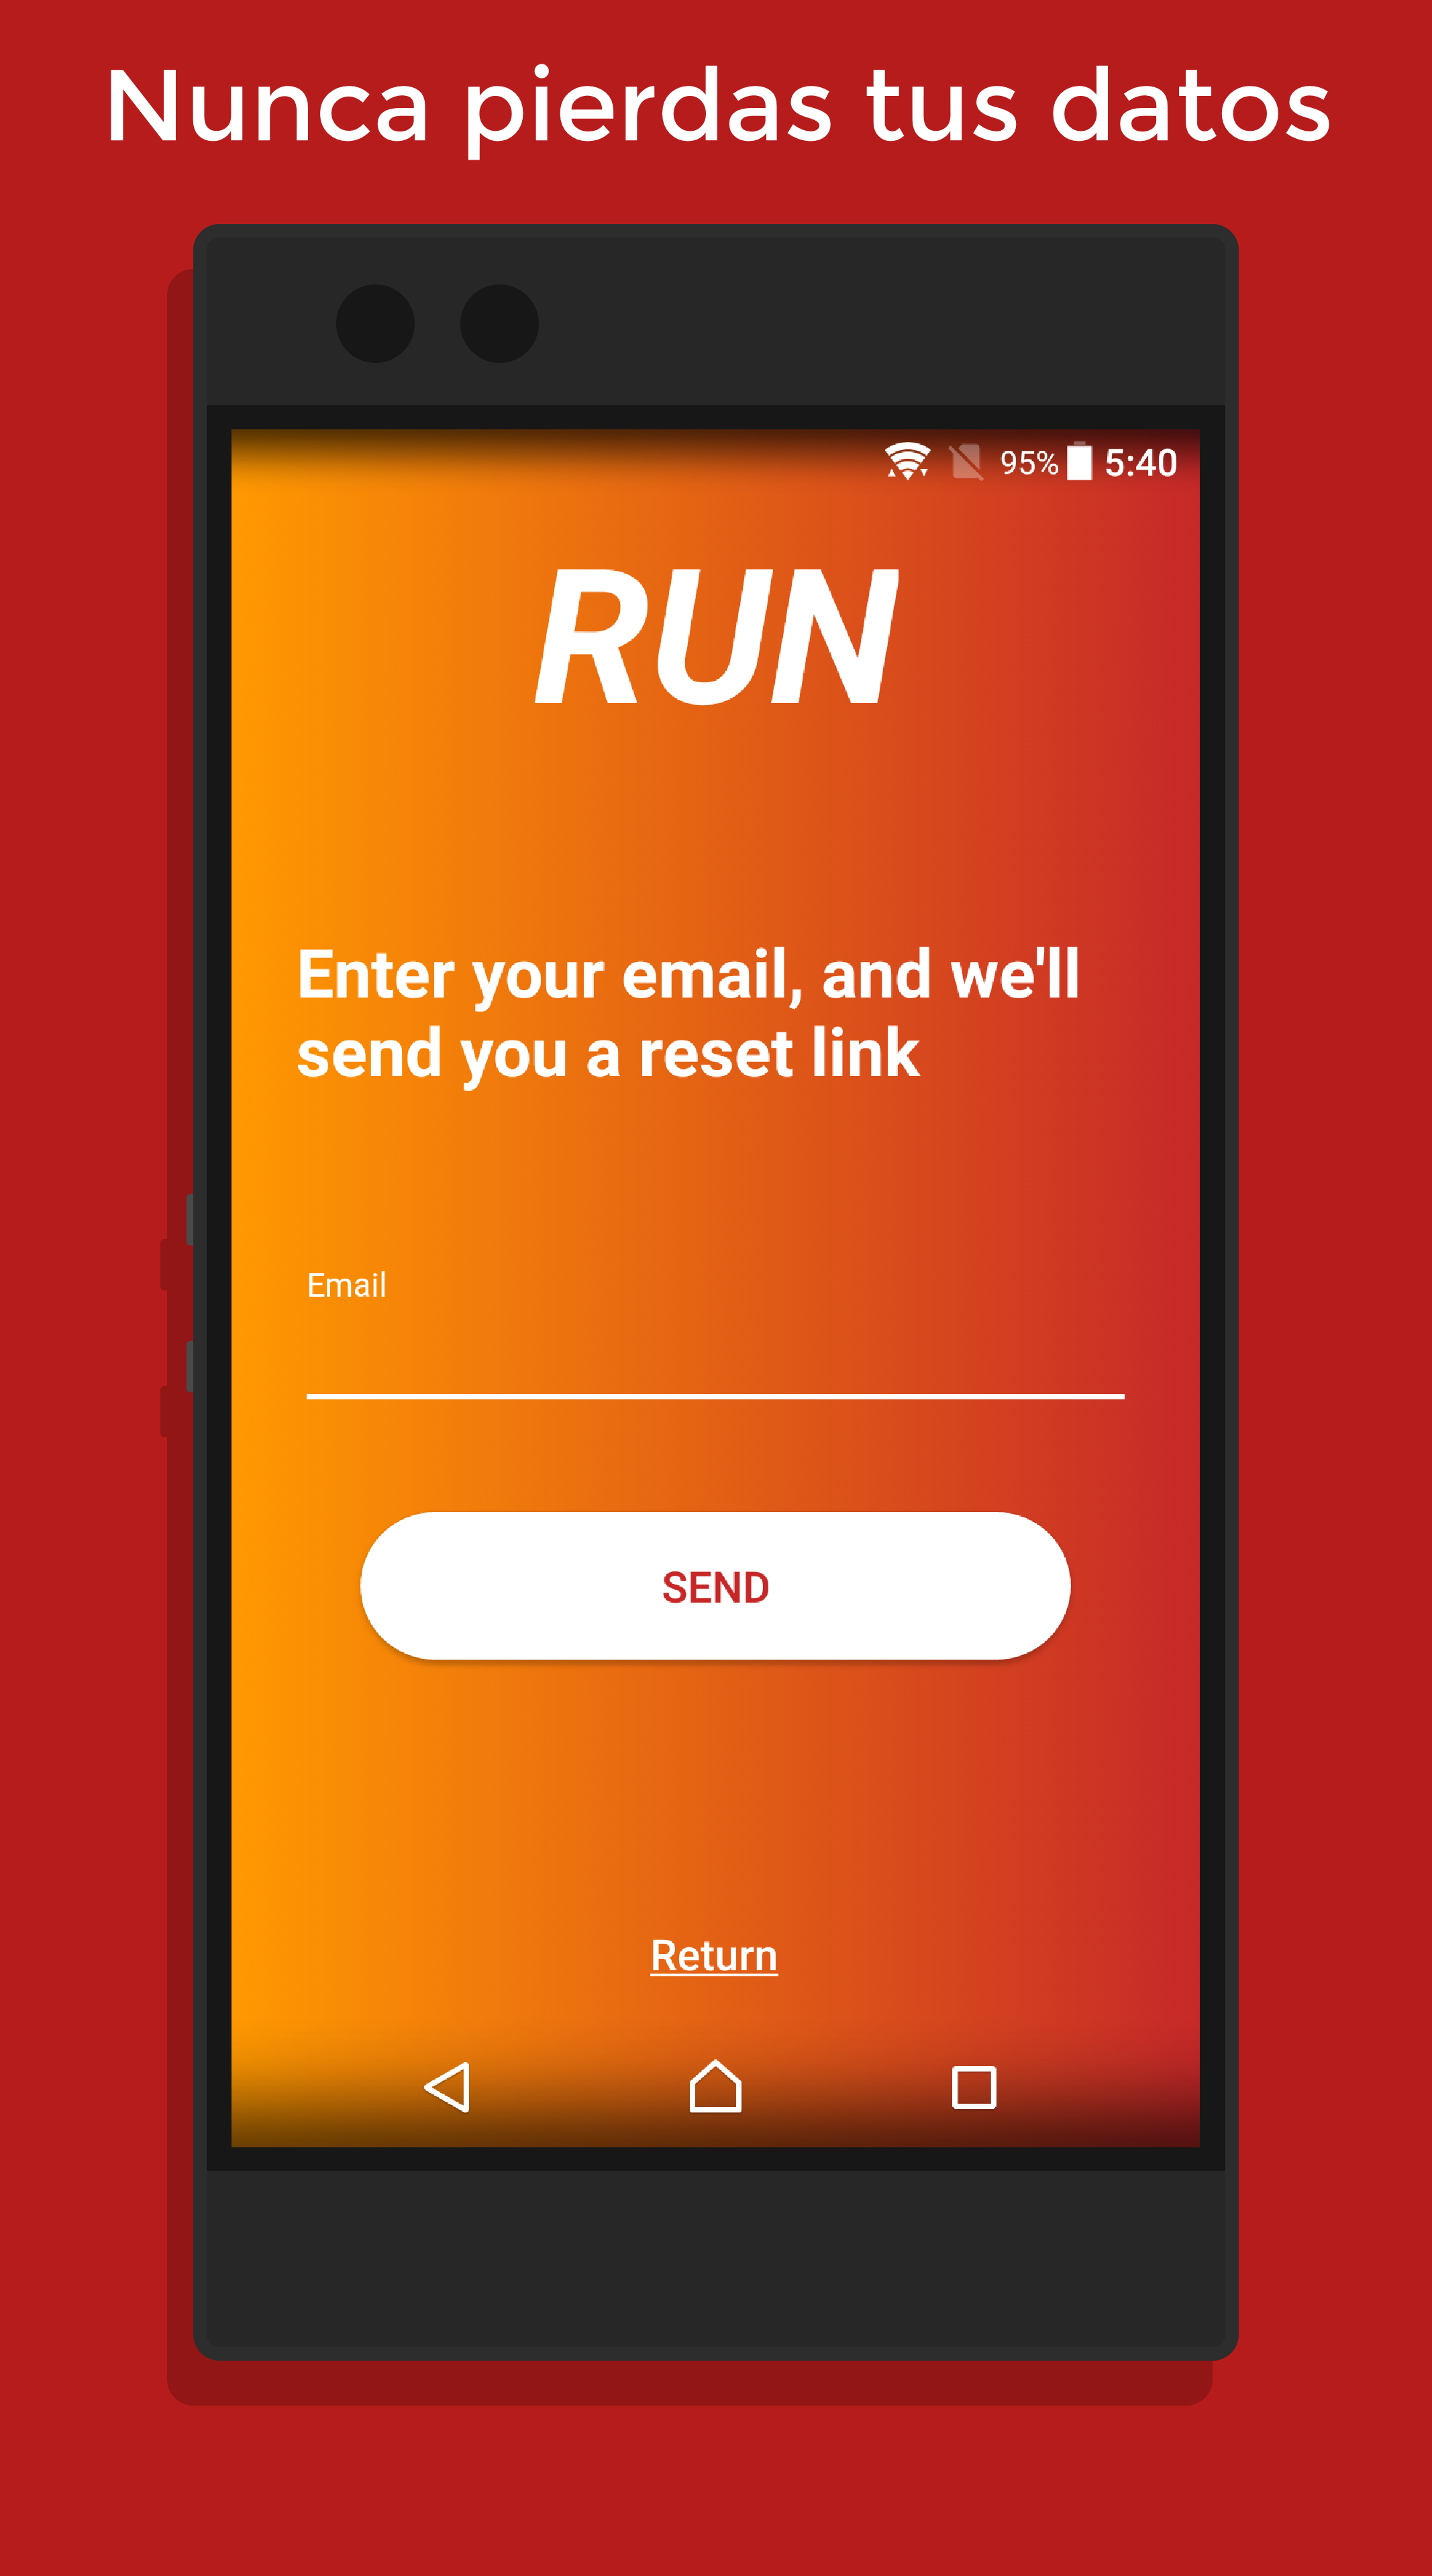 Nunca pierdas tus datos
95% 5:40
RUN
Enter your email, and we'll
send you a reset link
Email
SEND
Return